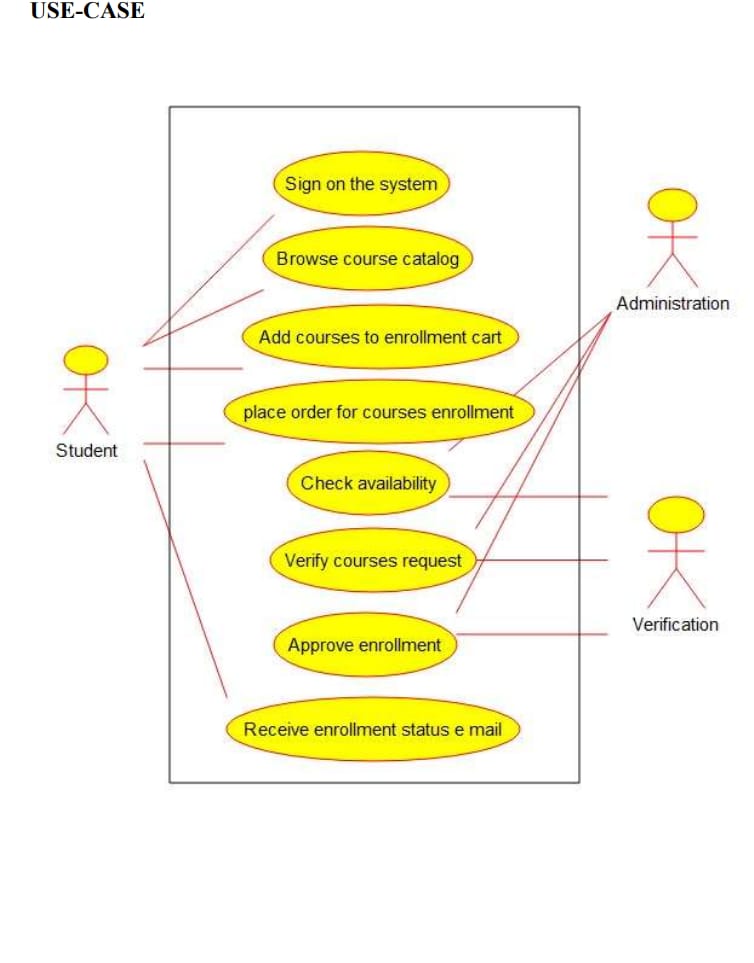 USE-CASE
Sign on the system
Browse course catalog
Administration
Add courses to enrollment cart
place order for courses enrollment
Student
Check availability
Verify courses request
Verification
Approve enrollment
Receive enrollment status e mail